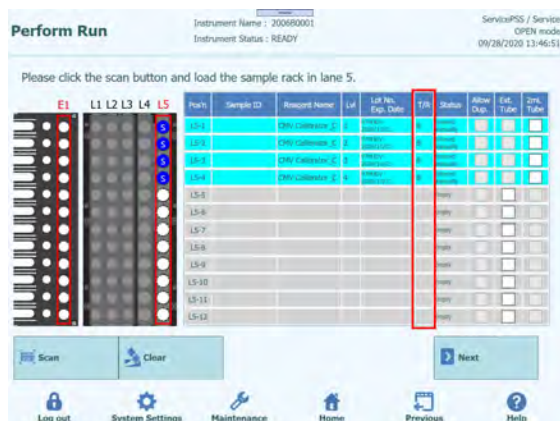 Perform Run
Instrument Name : 200680001
Instrument Status : READY
ServicePSS / Service
OPEN mode
09/28/2020 13:46:51
Please click the scan button and load the sample rack in lane 5.
E1 L1 L2 L3 L4 L5
Pos'n Sample ID Reagent Name Lvl Lot No. Exp. Date T/R Status Allow Dup. Ext. Tube 2mL Tube
L5-1 CMV Calibrator_C 1
L5-2 CMV Calibrator_C 2
L5-3 CMV Calibrator_C 3
L5-4 CMV Calibrator_C 4
L5-5
L5-6
L5-7
L5-8
L5-9
L5-10
L5-11
L5-12
S
S
S
S
Scan
Clear
Next
Log out
System Settings
Maintenance
Home
Previous
Help